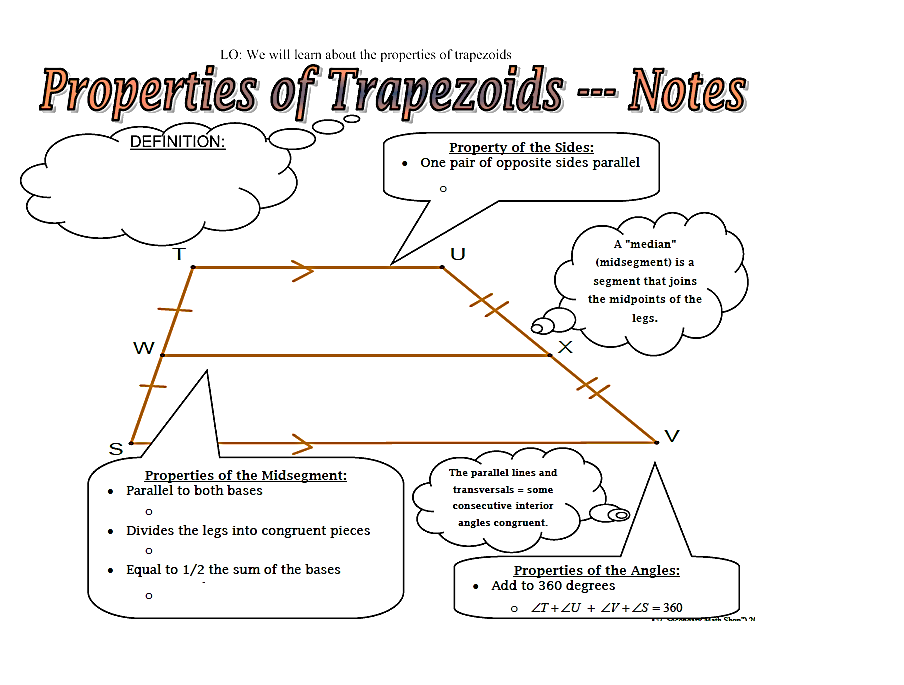 LO: We will learn about the properties of trapezoids
Properties of Trapezoids --- Notes
DEFINITION:
Property of the Sides:
• One pair of opposite sides parallel
o
A "median"
(midsegment) is a
segment that joins
the midpoints of the
legs.
T
U
W
X
S
V
Properties of the Midsegment:
• Parallel to both bases
o
• Divides the legs into congruent pieces
o
• Equal to 1/2 the sum of the bases
o
The parallel lines and
transversals = some
consecutive interior
angles congruent.
Properties of the Angles:
• Add to 360 degrees
o ∠T + ∠U + ∠V + ∠S = 360